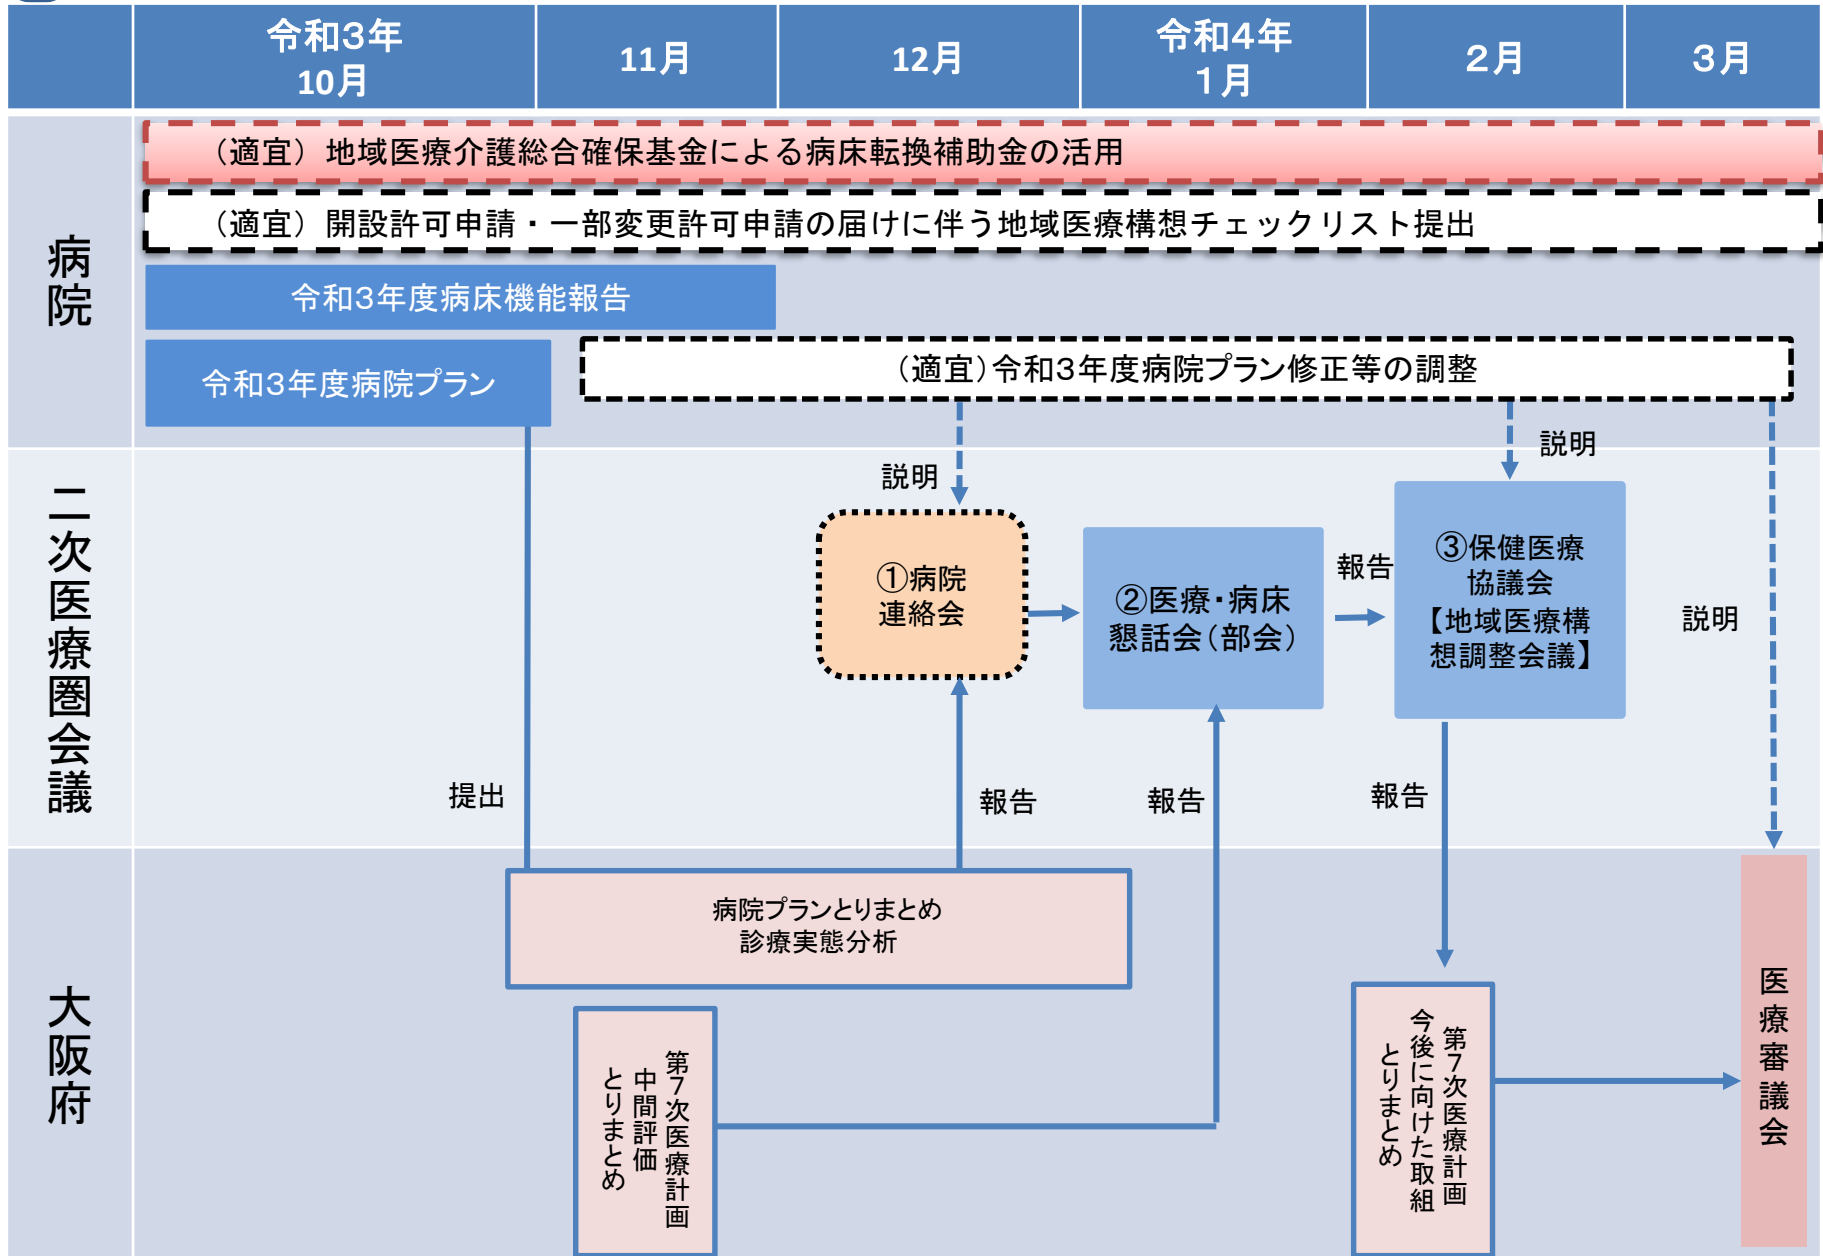 令和３年
10月
11月
12月
令和４年
１月
２月
３月
病院
（適宜）地域医療介護総合確保基金による病床転換補助金の活用
（適宜）開設許可申請・一部変更許可申請の届けに伴う地域医療構想チェックリスト提出
令和３年度病床機能報告
令和３年度病院プラン
（適宜）令和３年度病院プラン修正等の調整
二次医療圏会議
説明
説明
説明
①病院
連絡会
②医療・病床
懇話会（部会）
報告
③保健医療
協議会
【地域医療構
想調整会議】
提出
報告
報告
報告
大阪府
病院プランとりまとめ
診療実態分析
第７次医療計画
中間評価
とりまとめ
第７次医療計画
今後に向けた取組
とりまとめ
医療審議会